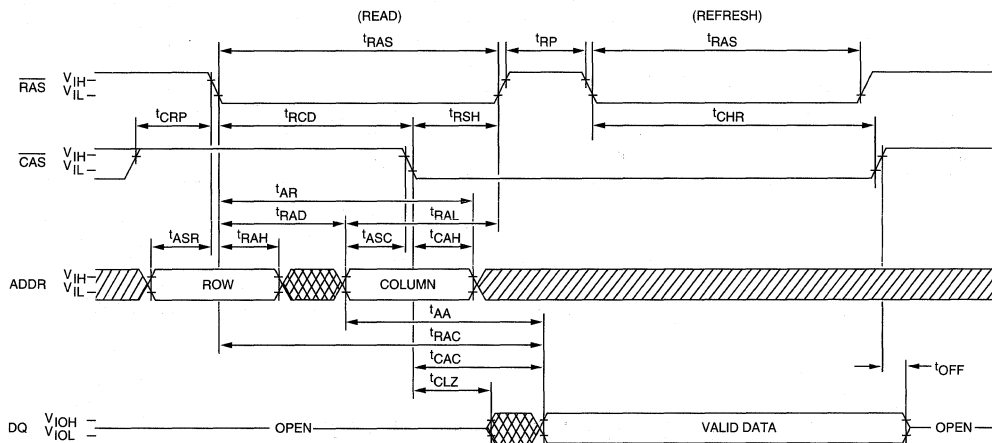 (READ) (REFRESH)
tRAS tRP tRAS
RAS VIH
VIL
tCRP tRCD tRSH tCHR
CAS VIH
VIL
tAR
tRAD tRAL
tASR tRAH tASC tCAH
ADDR VIH
VIL
ROW COLUMN
tAA
tRAC
tCAC
tCLZ tOFF
DQ VIOH
VIOL
OPEN VALID DATA OPEN